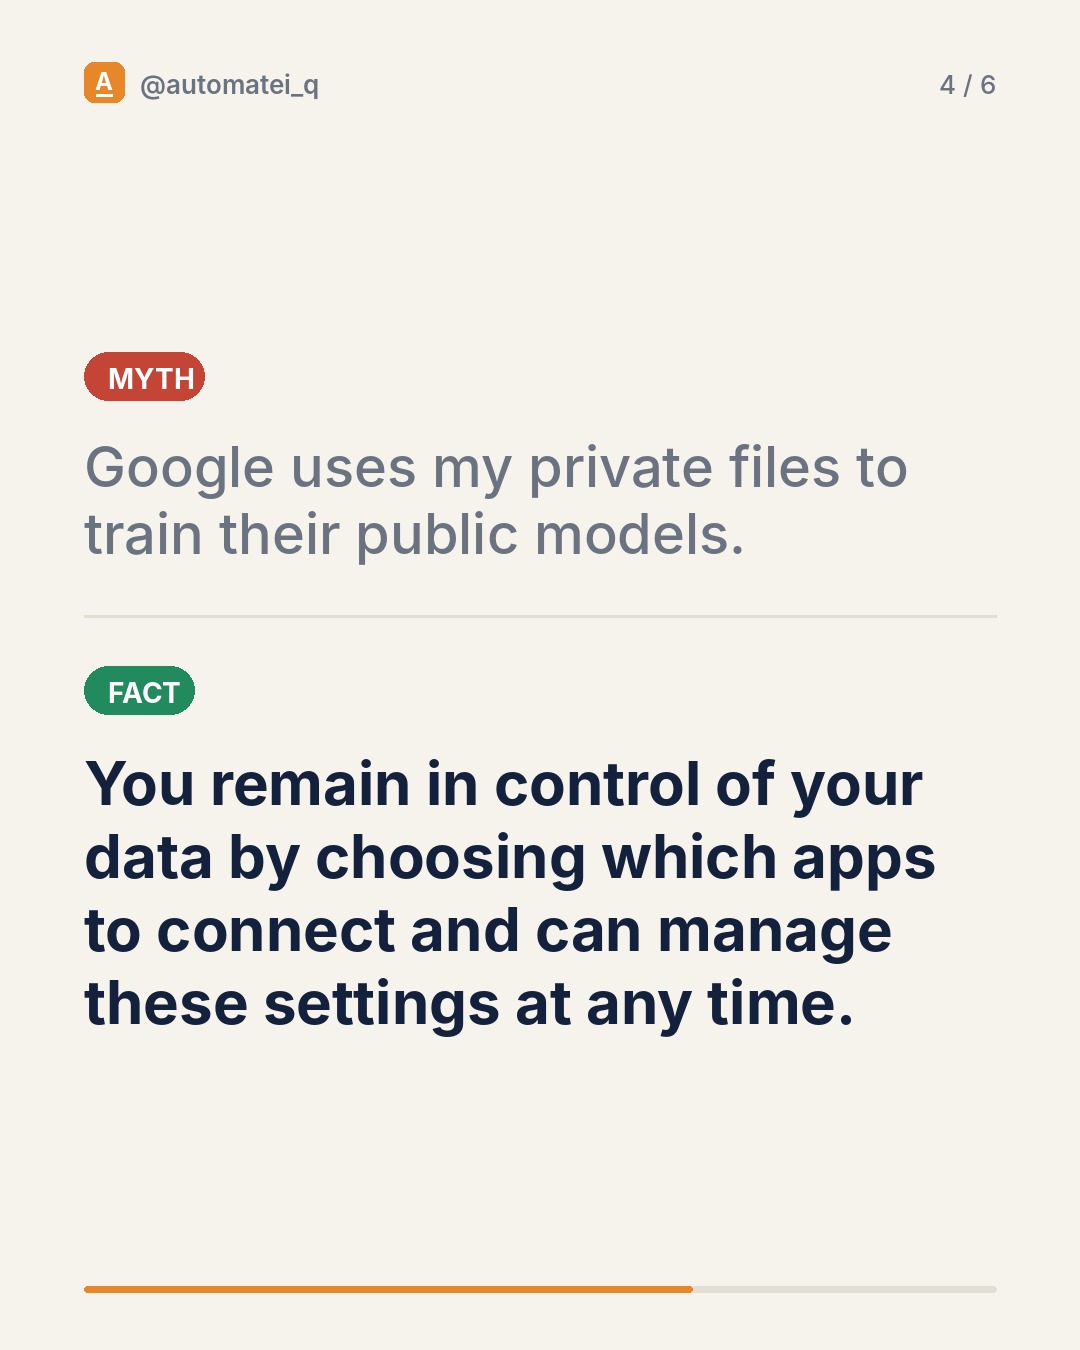 A @automatei_q
4 / 6
MYTH
Google uses my private files to
train their public models.
FACT
You remain in control of your
data by choosing which apps
to connect and can manage
these settings at any time.